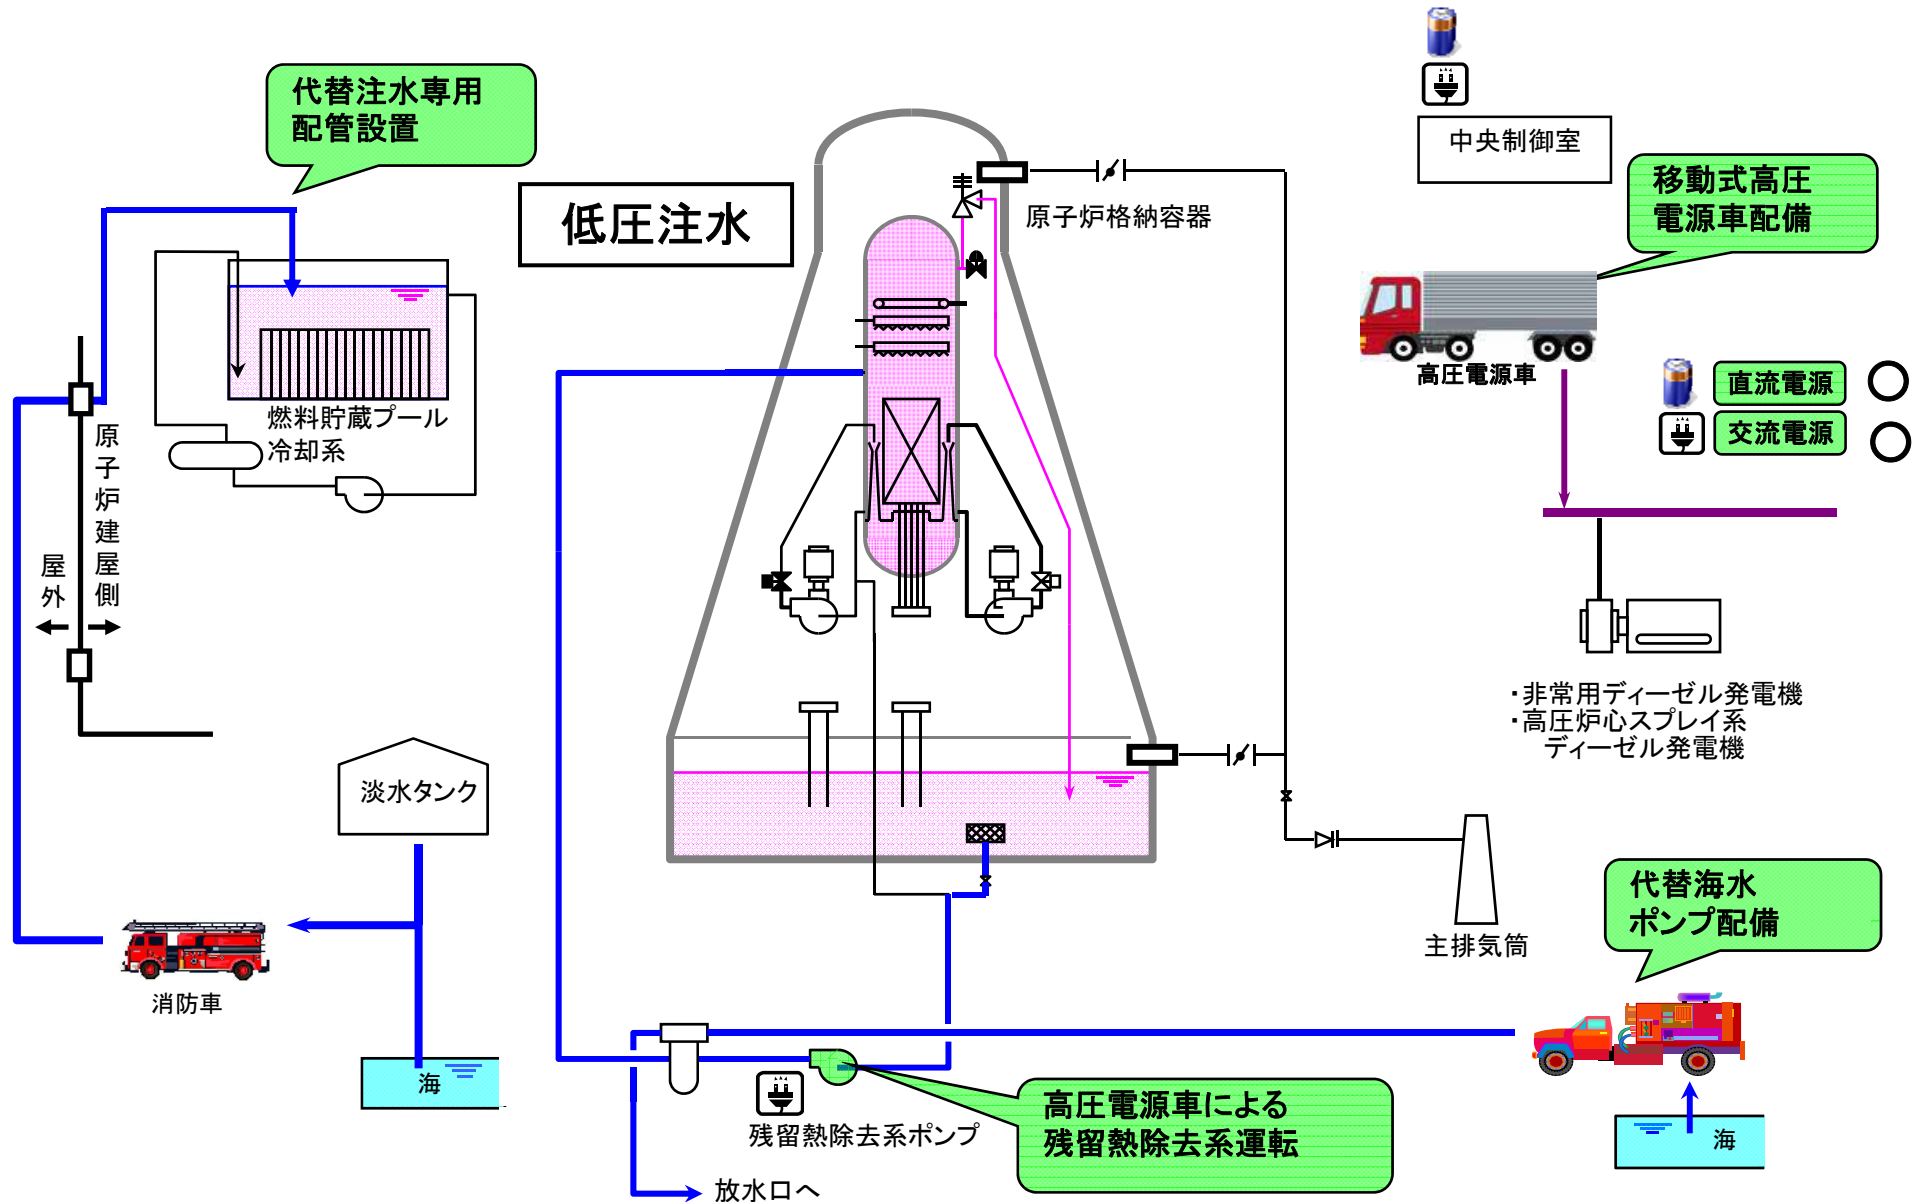 代替注水専用
配管設置
低圧注水
原子炉格納容器
中央制御室
移動式高圧
電源車配備
高圧電源車
直流電源
交流電源
燃料貯蔵プール
冷却系
原子炉建屋側
屋外
・非常用ディーゼル発電機
・高圧炉心スプレイ系
ディーゼル発電機
淡水タンク
消防車
海
主排気筒
代替海水
ポンプ配備
残留熱除去系ポンプ
高圧電源車による
残留熱除去系運転
海
放水口へ